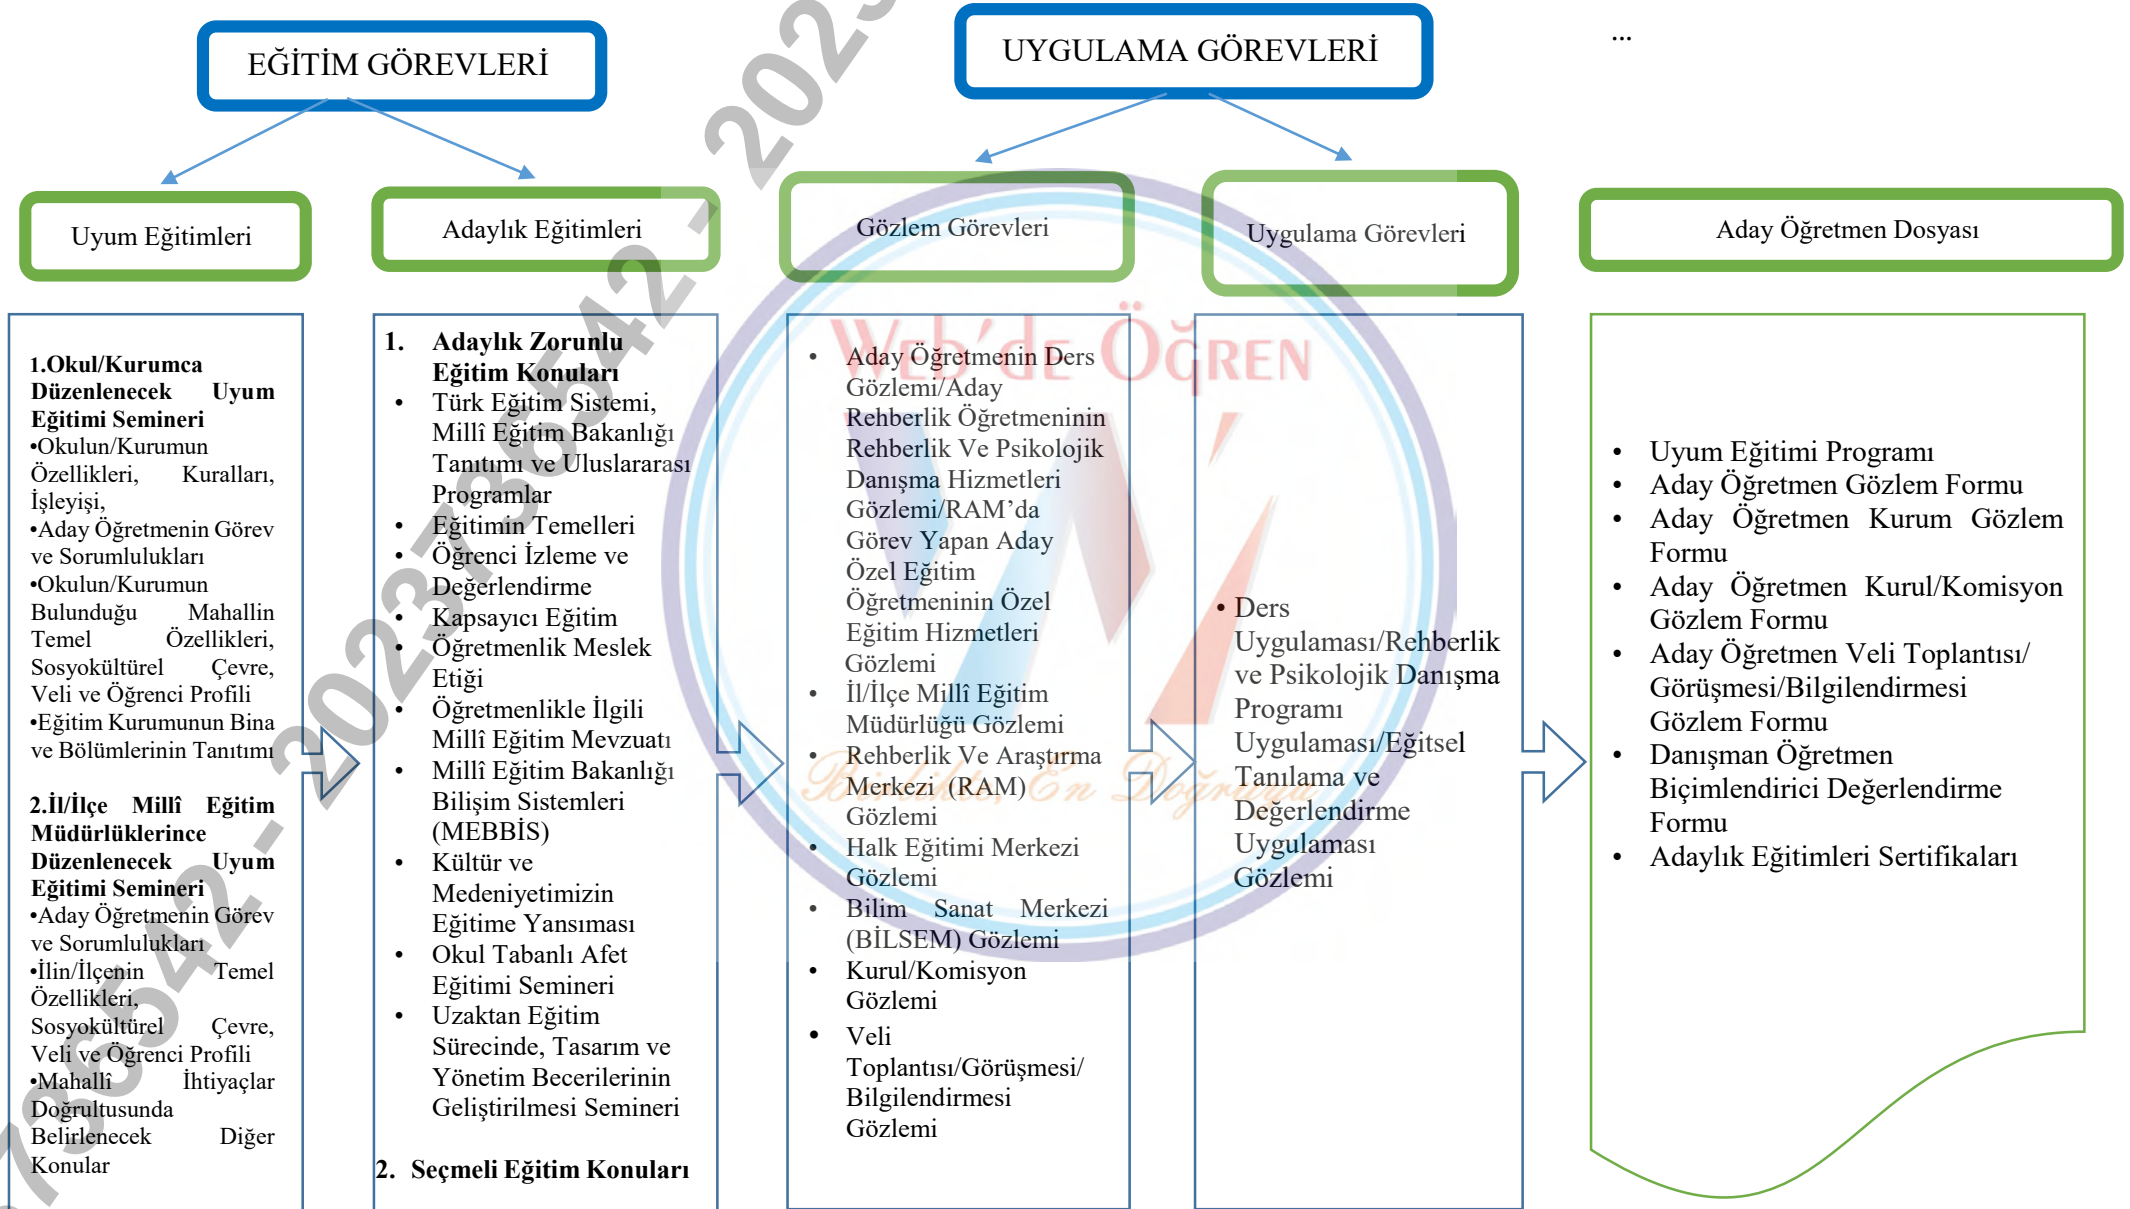 EĞİTİM GÖREVLERİ
UYGULAMA GÖREVLERİ
...
Uyum Eğitimleri
Adaylık Eğitimleri
Gözlem Görevleri
Uygulama Görevleri
Aday Öğretmen Dosyası
1.Okul/Kurumca
Düzenlenecek Uyum
Eğitimi Semineri
•Okulun/Kurumun
Özellikleri, Kuralları,
İşleyişi,
•Aday Öğretmenin Görev
ve Sorumlulukları
•Okulun/Kurumun
Bulunduğu Mahallin
Temel Özellikleri,
Sosyokültürel Çevre,
Veli ve Öğrenci Profili
•Eğitim Kurumunun Bina
ve Bölümlerinin Tanıtımı
2.İl/İlçe Millî Eğitim
Müdürlüklerince
Düzenlenecek Uyum
Eğitimi Semineri
•Aday Öğretmenin Görev
ve Sorumlulukları
•İlin/İlçenin Temel
Özellikleri,
Sosyokültürel Çevre,
Veli ve Öğrenci Profili
•Mahallî İhtiyaçlar
Doğrultusunda
Belirlenecek Diğer
Konular
1. Adaylık Zorunlu
Eğitim Konuları
• Türk Eğitim Sistemi,
Millî Eğitim Bakanlığı
Tanıtımı ve Uluslararası
Programlar
• Eğitimin Temelleri
• Öğrenci İzleme ve
Değerlendirme
• Kapsayıcı Eğitim
• Öğretmenlik Meslek
Etiği
• Öğretmenlikle İlgili
Millî Eğitim Mevzuatı
• Millî Eğitim Bakanlığı
Bilişim Sistemleri
(MEBBİS)
• Kültür ve
Medeniyetimizin
Eğitime Yansıması
• Okul Tabanlı Afet
Eğitimi Semineri
• Uzaktan Eğitim
Sürecinde, Tasarım ve
Yönetim Becerilerinin
Geliştirilmesi Semineri
2. Seçmeli Eğitim Konuları
• Aday Öğretmenin Ders
Gözlemi/Aday
Rehberlik Öğretmeninin
Rehberlik Ve Psikolojik
Danışma Hizmetleri
Gözlemi/RAM’da
Görev Yapan Aday
Özel Eğitim
Öğretmeninin Özel
Eğitim Hizmetleri
Gözlemi
• İl/İlçe Millî Eğitim
Müdürlüğü Gözlemi
• Rehberlik Ve Araştırma
Merkezi (RAM)
Gözlemi
• Halk Eğitimi Merkezi
Gözlemi
• Bilim Sanat Merkezi
(BİLSEM) Gözlemi
• Kurul/Komisyon
Gözlemi
• Veli
Toplantısı/Görüşmesi/
Bilgilendirmesi
Gözlemi
• Ders
Uygulaması/Rehberlik
ve Psikolojik Danışma
Programı
Uygulaması/Eğitsel
Tanılama ve
Değerlendirme
Uygulaması
Gözlemi
• Uyum Eğitimi Programı
• Aday Öğretmen Gözlem Formu
• Aday Öğretmen Kurum Gözlem
Formu
• Aday Öğretmen Kurul/Komisyon
Gözlem Formu
• Aday Öğretmen Veli Toplantısı/
Görüşmesi/Bilgilendirmesi
Gözlem Formu
• Danışman Öğretmen
Biçimlendirici Değerlendirme
Formu
• Adaylık Eğitimleri Sertifikaları
Web'de Öğren
Birlikte, En Doğruya
73736542 - 202373736542 - 2023